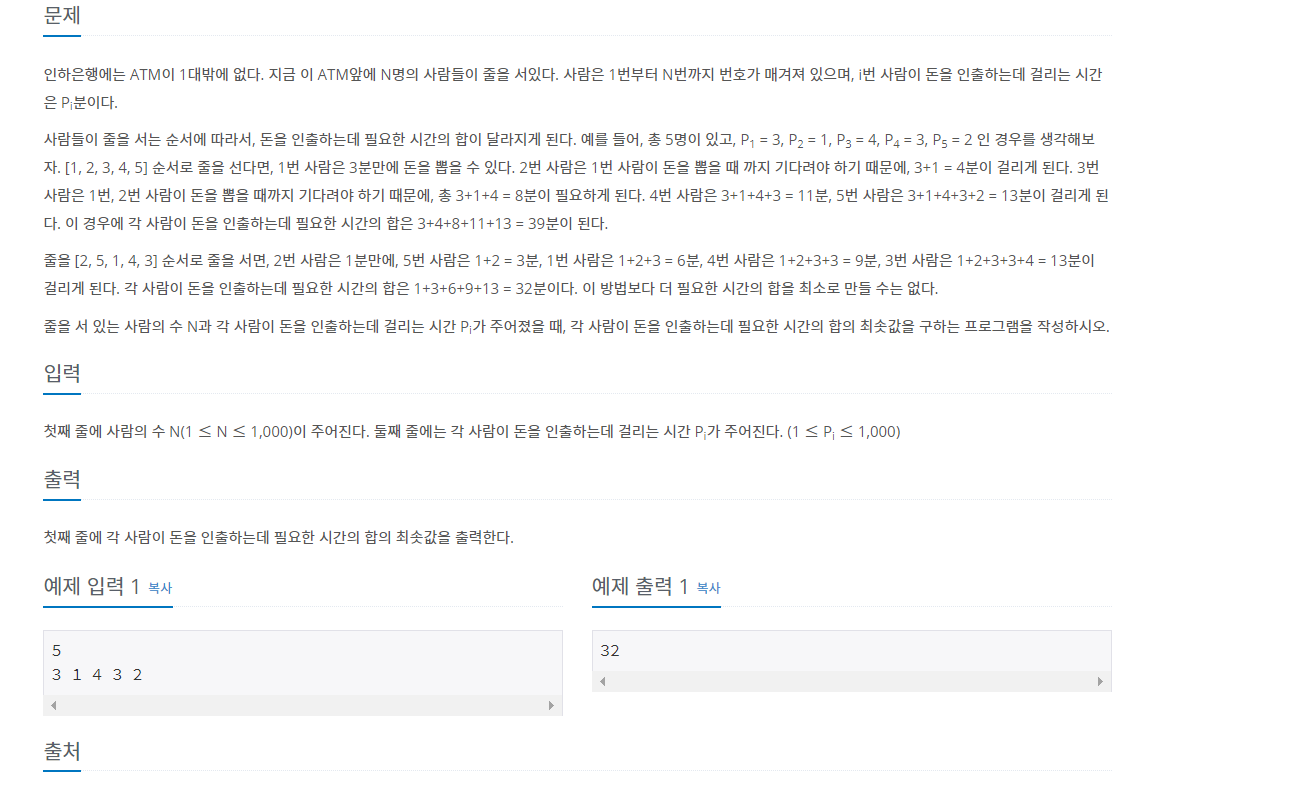 문제
인하은행에는 ATM이 1대밖에 없다. 지금 이 ATM앞에 N명의 사람들이 줄을 서있다. 사람은 1번부터 N번까지 번호가 매겨져 있으며, i번 사람이 돈을 인출하는데 걸리는 시간
은 Pi분이다.
사람들이 줄을 서는 순서에 따라서, 돈을 인출하는데 필요한 시간의 합이 달라지게 된다. 예를 들어, 총 5명이 있고, P1 = 3, P2 = 1, P3 = 4, P4 = 3, P5 = 2 인 경우를 생각해보
자. [1, 2, 3, 4, 5] 순서로 줄을 선다면, 1번 사람은 3분만에 돈을 뽑을 수 있다. 2번 사람은 1번 사람이 돈을 뽑을 때 까지 기다려야 하기 때문에, 3+1 = 4분이 걸리게 된다. 3번
사람은 1번, 2번 사람이 돈을 뽑을 때까지 기다려야 하기 때문에, 총 3+1+4 = 8분이 필요하게 된다. 4번 사람은 3+1+4+3 = 11분, 5번 사람은 3+1+4+3+2 = 13분이 걸리게 된
다. 이 경우에 각 사람이 돈을 인출하는데 필요한 시간의 합은 3+4+8+11+13 = 39분이 된다.
줄을 [2, 5, 1, 4, 3] 순서로 줄을 서면, 2번 사람은 1분만에, 5번 사람은 1+2 = 3분, 1번 사람은 1+2+3 = 6분, 4번 사람은 1+2+3+3 = 9분, 3번 사람은 1+2+3+3+4 = 13분이
걸리게 된다. 각 사람이 돈을 인출하는데 필요한 시간의 합은 1+3+6+9+13 = 32분이다. 이 방법보다 더 필요한 시간의 합을 최소로 만들 수는 없다.
줄을 서 있는 사람의 수 N과 각 사람이 돈을 인출하는데 걸리는 시간 Pi가 주어졌을 때, 각 사람이 돈을 인출하는데 필요한 시간의 합의 최솟값을 구하는 프로그램을 작성하시오.
입력
첫째 줄에 사람의 수 N(1 ≤ N ≤ 1,000)이 주어진다. 둘째 줄에는 각 사람이 돈을 인출하는데 걸리는 시간 Pi가 주어진다. (1 ≤ Pi ≤ 1,000)
출력
첫째 줄에 각 사람이 돈을 인출하는데 필요한 시간의 합의 최솟값을 출력한다.
예제 입력 1 복사
5
3 1 4 3 2
예제 출력 1 복사
32
출처